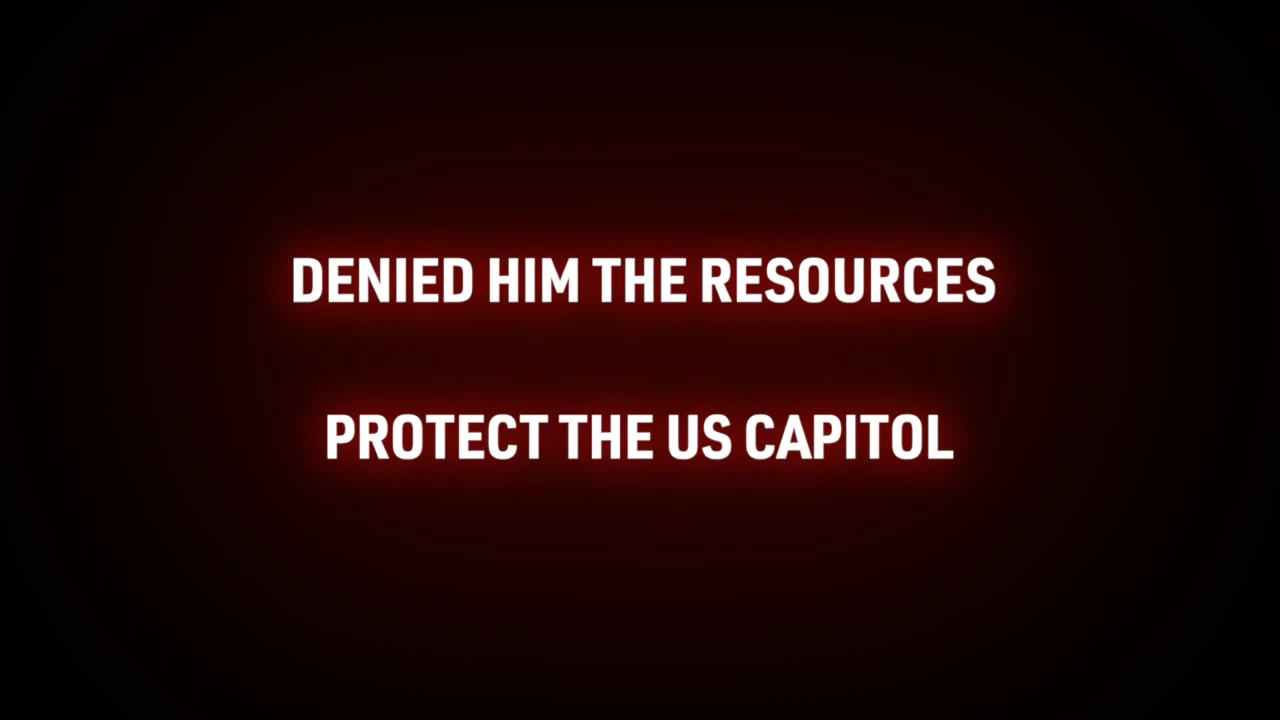 DENIED HIM THE RESOURCES
PROTECT THE US CAPITOL